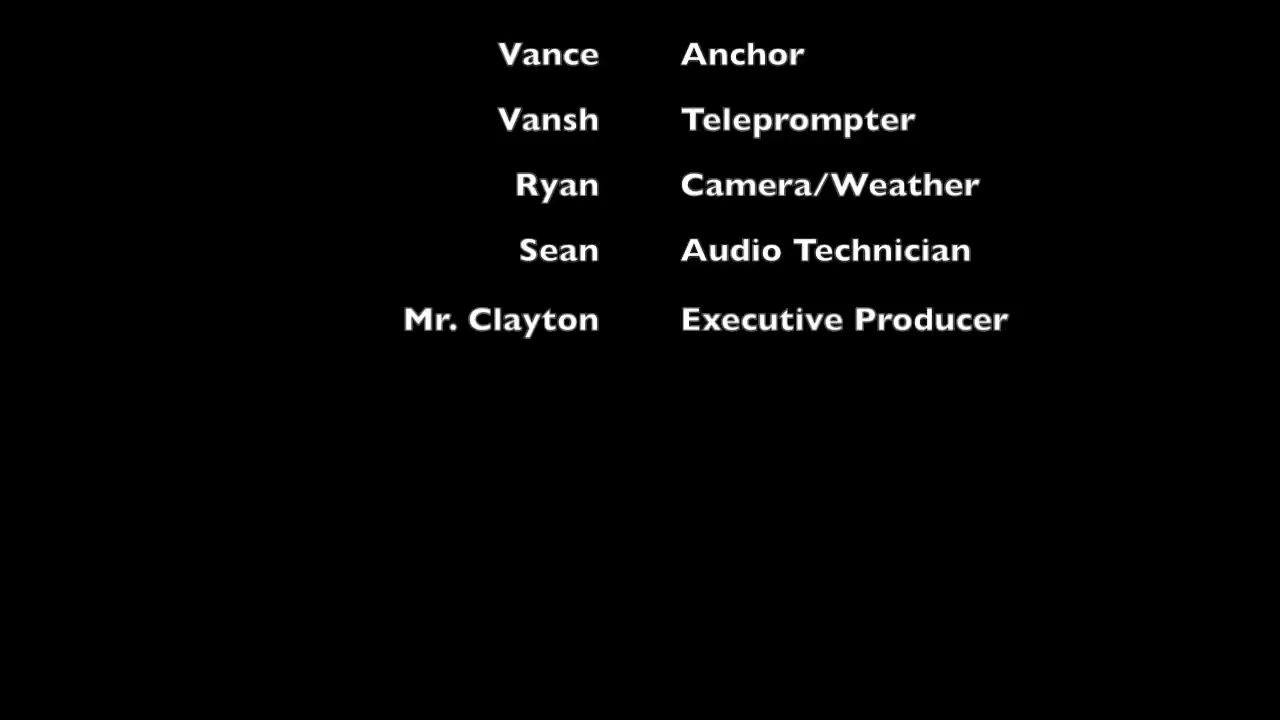 Vance Anchor
Vansh Teleprompter
Ryan Camera/Weather
Sean Audio Technician
Mr. Clayton Executive Producer